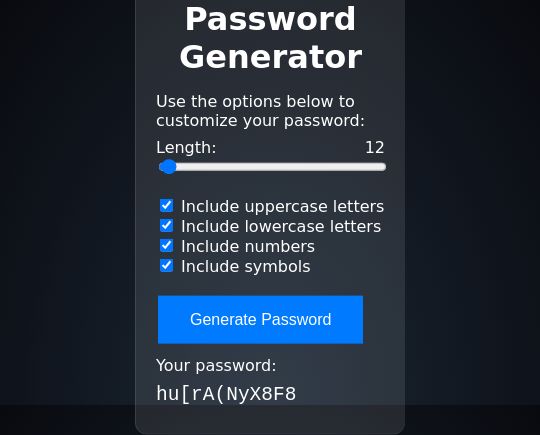 Password
Generator
Use the options below to
customize your password:
Length: 12
Include uppercase letters
Include lowercase letters
Include numbers
Include symbols
Generate Password
Your password:
hu[rA(NyX8F8